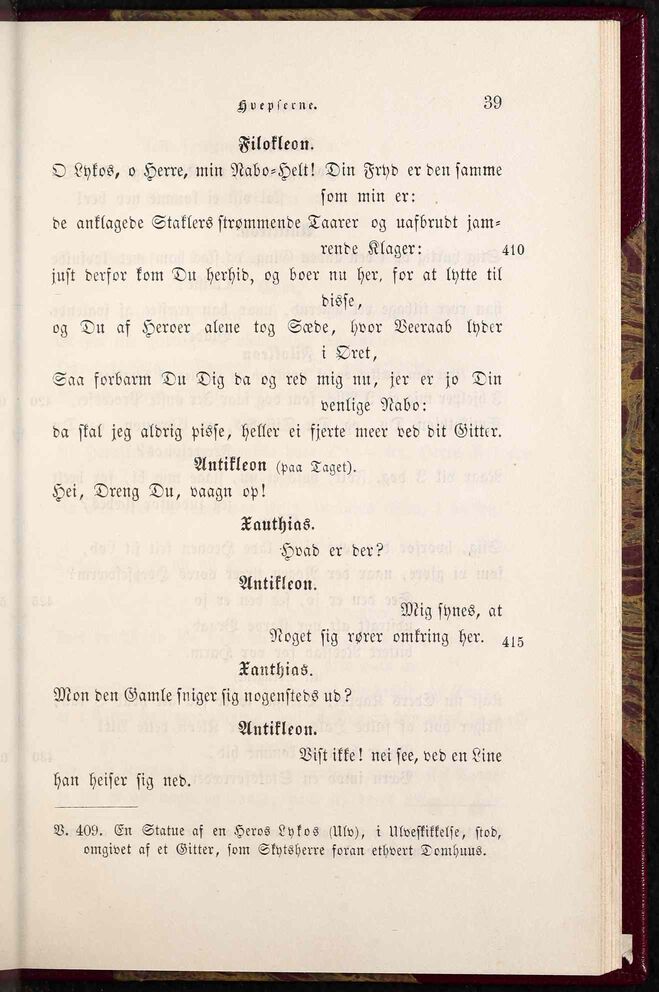 Hvepserne. 39
Filokleon.
O Lykos, o Herre, min Nabo-Helt! Din Fryd er den samme
som min er:
de anklagede Staklers strømmende Taarer og uafbrudt jam-
rende Klager: 410
just derfor kom Du herhid, og boer nu her, for at lytte til
disse,
og Du af Heroer alene tog Sæde, hvor Veeraab lyder
i Øret,
Saa forbarm Du Dig da og red mig nu, jer er jo Din
venlige Nabo:
da skal jeg aldrig pisse, heller ei fjerte meer ved dit Gitter.
Antikleon (paa Taget).
Hei, Dreng Du, vaagn op!
Xauthias.
Hvad er der?
Antikleon.
Mig synes, at
Noget sig rører omkring her. 415
Xanthias.
Mon den Gamle sniger sig nogensteds ud?
Antikleon.
Vist ikke! nei see, ved en Line
han heiser sig ned.
V. 409. En Statue af en Heros Lykos (Ulv), i Ulveskikkelse, stod,
omgivet af et Gitter, som Skytsherre foran ethvert Domhuus.